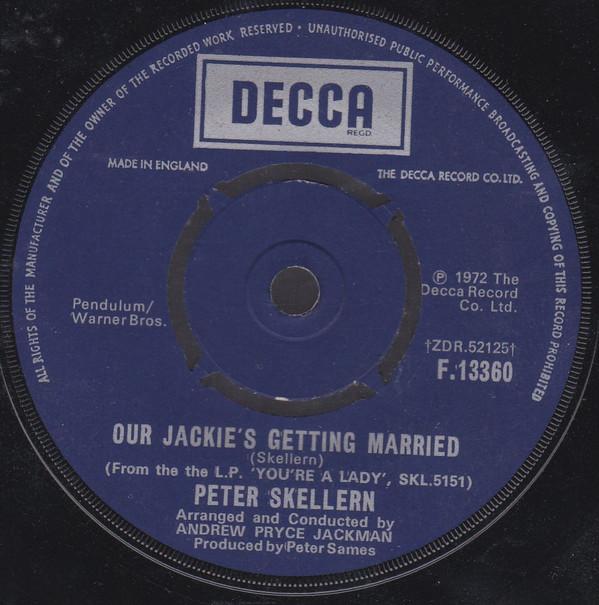 ALL RIGHTS OF THE MANUFACTURER AND OF THE OWNER OF THE RECORDED WORK RESERVED • UNAUTHORISED PUBLIC PERFORMANCE BROADCASTING AND COPYING OF THIS RECORD PROHIBITED
DECCA
REGD.
MADE IN ENGLAND
THE DECCA RECORD CO. LTD.
Ⓟ 1972 The
Decca Record
Co. Ltd.
Pendulum/
Warner Bros.
†ZDR.52125†
F.13360
OUR JACKIE'S GETTING MARRIED
(Skellern)
(From the the L.P. 'YOU'RE A LADY', SKL.5151)
PETER SKELLERN
Arranged and Conducted by
ANDREW PRYCE JACKMAN
Produced by Peter Sames